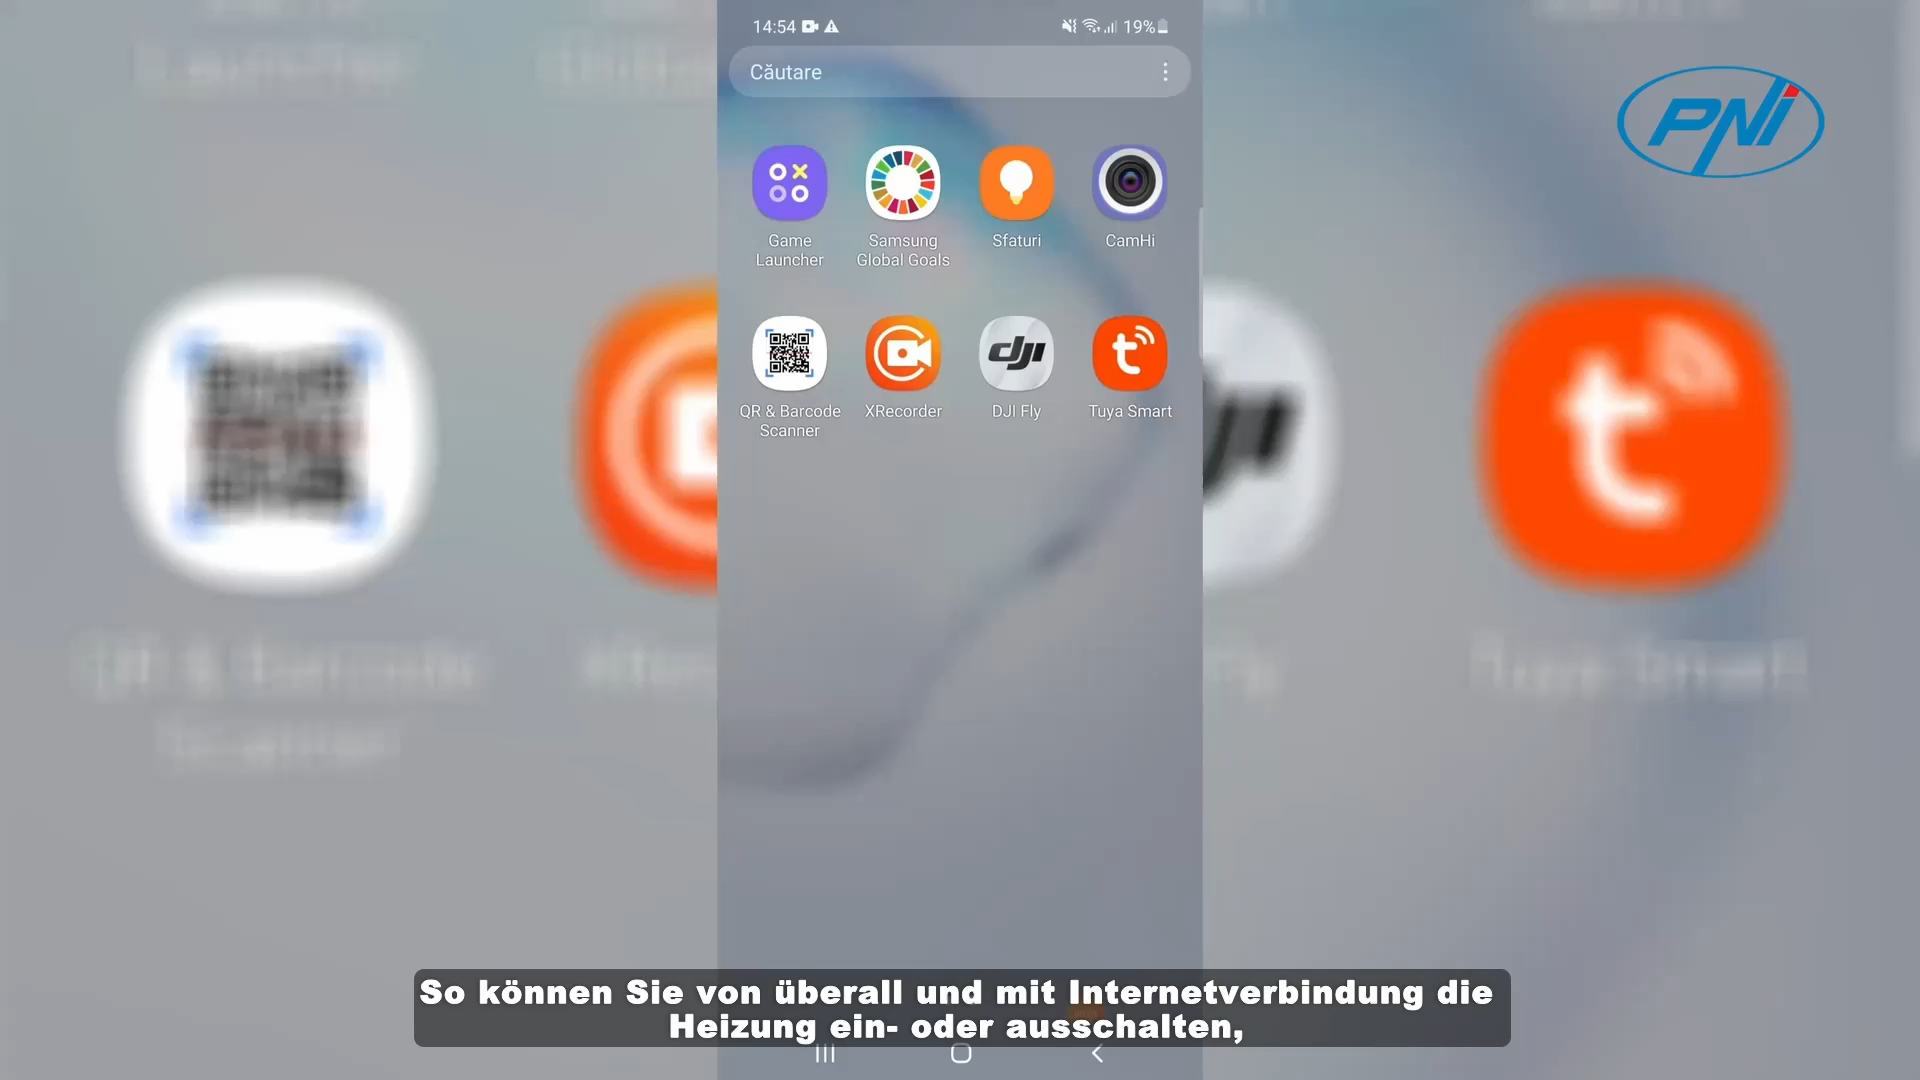 14:54
19%
Căutare
PNI
Game
Launcher
Samsung
Global Goals
Sfaturi
CamHi
QR & Barcode
Scanner
XRecorder
dji
DJI Fly
t
Tuya Smart
So können Sie von überall und mit Internetverbindung die
Heizung ein- oder ausschalten,